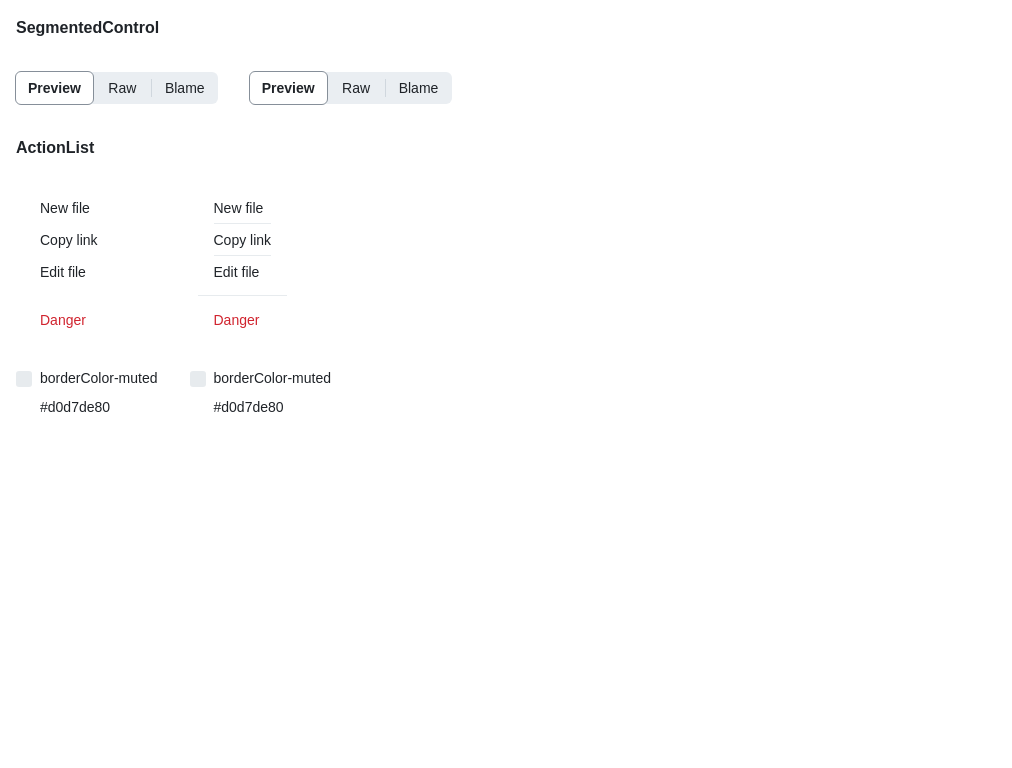 SegmentedControl
Preview Raw Blame Preview Raw Blame
ActionList
New file New file
Copy link Copy link
Edit file Edit file
Danger Danger
borderColor-muted borderColor-muted
#d0d7de80 #d0d7de80